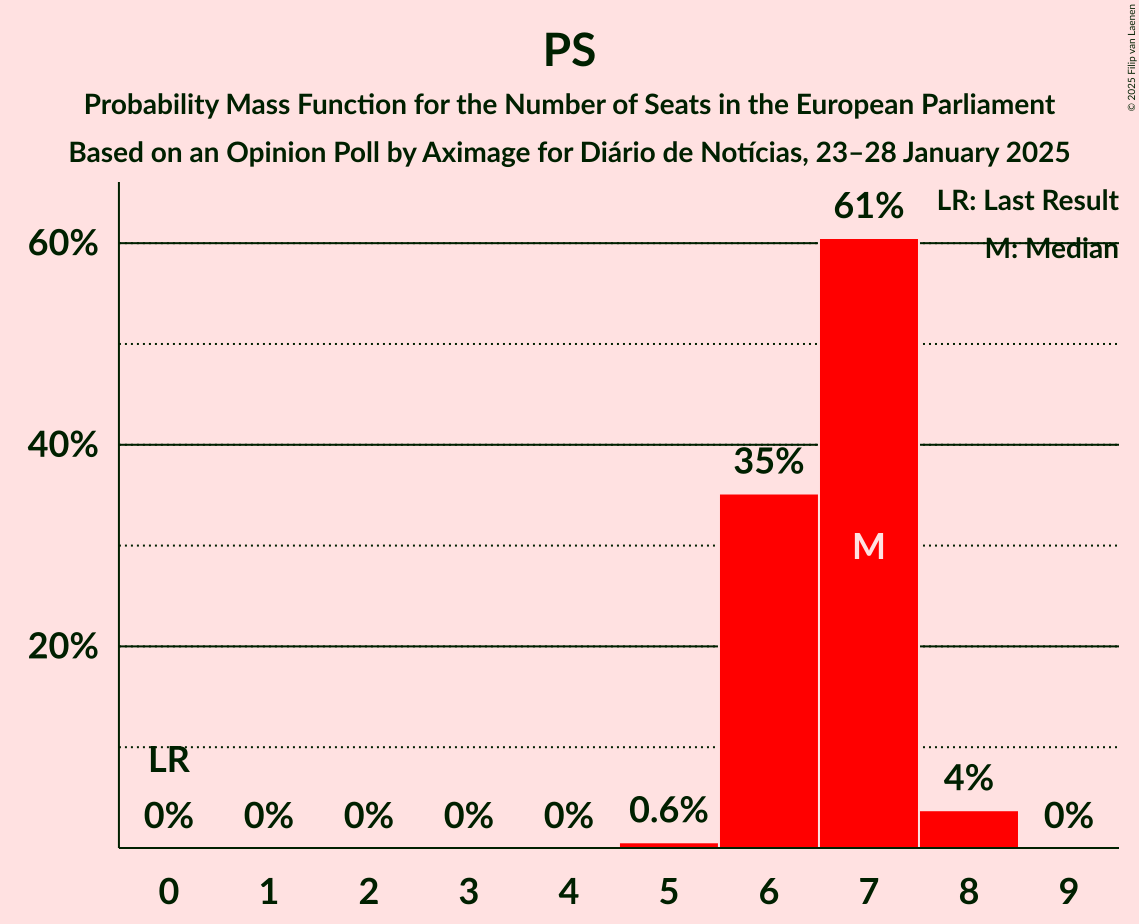 PS
Probability Mass Function for the Number of Seats in the European Parliament
Based on an Opinion Poll by Aximage for Diário de Notícias, 23–28 January 2025
© 2025 Filip van Laenen
LR: Last Result
M: Median
60%
40%
20%
61%
35%
M
LR
0% 0% 0% 0% 0% 0.6% 4% 0%
0 1 2 3 4 5 6 7 8 9